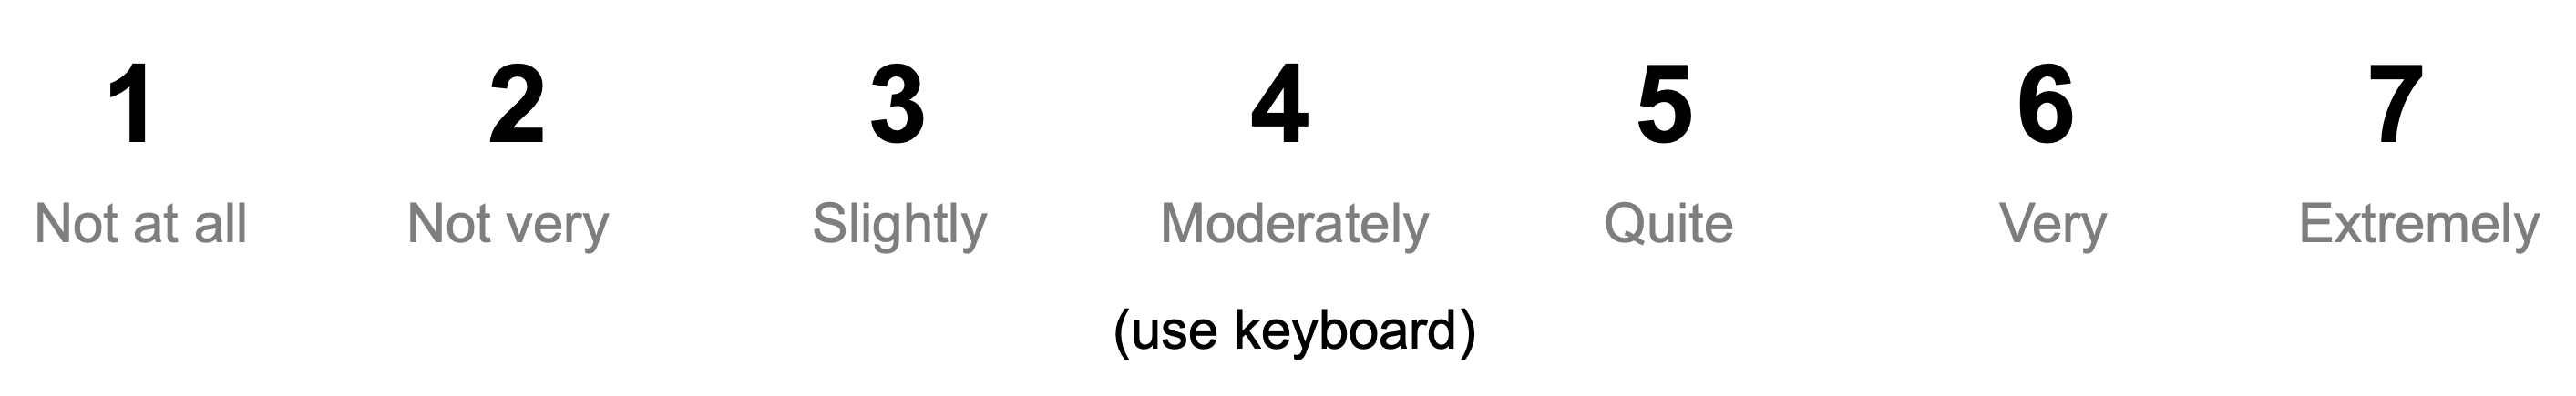 1 2 3 4 5 6 7
Not at all Not very Slightly Moderately Quite Very Extremely
(use keyboard)